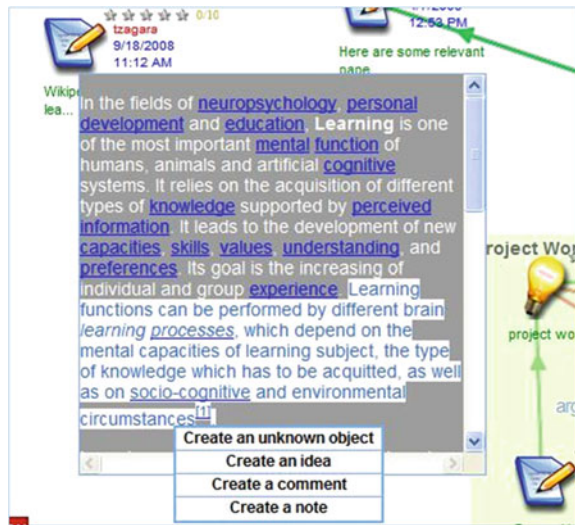 0/10
tzagara
9/18/2008
11:12 AM
12:53 PM
Here are some relevant
page
Wikipe
lea...
In the fields of neuropsychology, personal
development and education, Learning is one
of the most important mental function of
humans, animals and artificial cognitive
systems. It relies on the acquisition of different
types of knowledge supported by perceived
information. It leads to the development of new
capacities, skills, values, understanding, and
preferences. Its goal is the increasing of
individual and group experience. Learning
functions can be performed by different brain
learning processes, which depend on the
mental capacities of learning subject, the type
of knowledge which has to be acquitted, as well
as on socio-cognitive and environmental
circumstances[1]
roject Wor
project wo
arg
Create an unknown object
Create an idea
Create a comment
Create a note